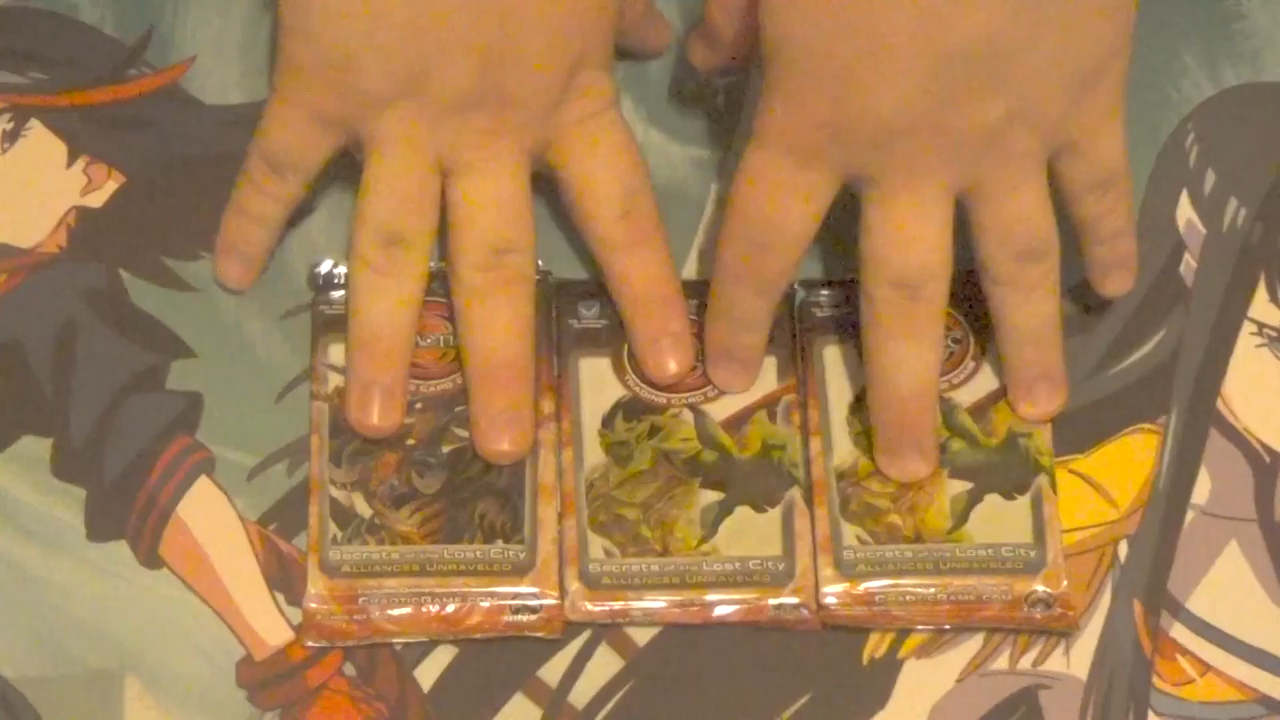 TRADING CARD
Secrets of the Lost City
ALLIANCES UNRAVELED
CHAOTICGAME.COM
Secrets of the Lost City
ALLIANCES UNRAVELED
Secrets of the Lost City
ALLIANCES UNRAVELED
CHAOTICGAME.COM